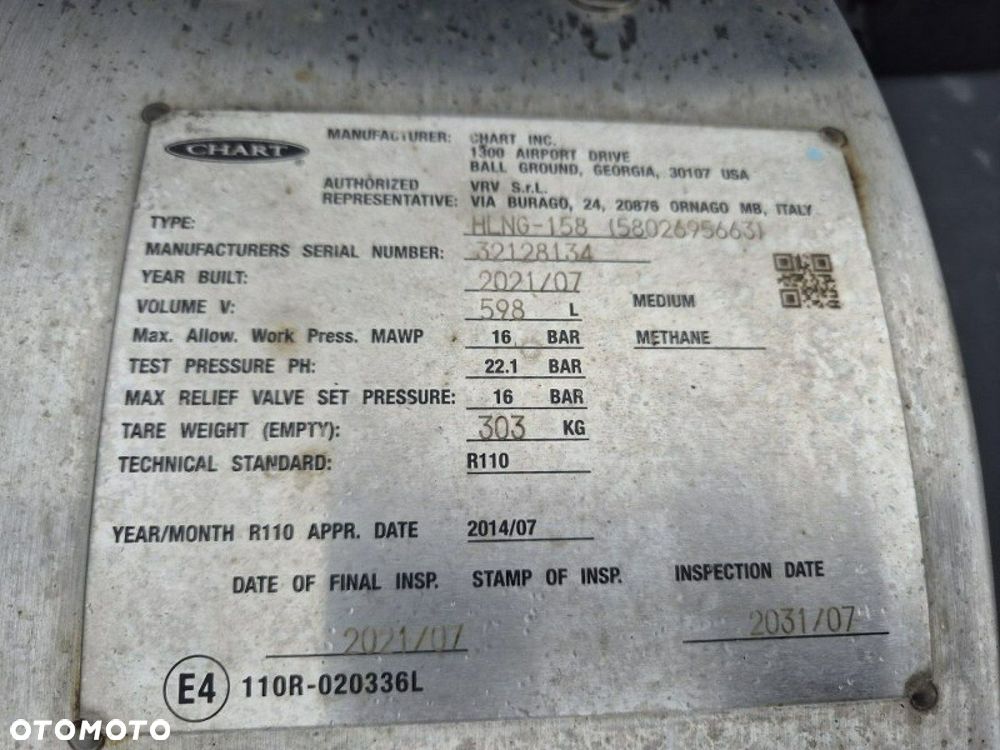 CHART®
MANUFACTURER: CHART INC.
1300 AIRPORT DRIVE
BALL GROUND, GEORGIA, 30107 USA
AUTHORIZED REPRESENTATIVE: VRV S.r.L.
VIA BURAGO, 24, 20876 ORNAGO MB, ITALY
TYPE: HLNG-158 (5802695663)
MANUFACTURERS SERIAL NUMBER: 32128134
YEAR BUILT: 2021/07
VOLUME V: 598 L MEDIUM
Max. Allow. Work Press. MAWP 16 BAR METHANE
TEST PRESSURE PH: 22.1 BAR
MAX RELIEF VALVE SET PRESSURE: 16 BAR
TARE WEIGHT (EMPTY): 303 KG
TECHNICAL STANDARD: R110
YEAR/MONTH R110 APPR. DATE 2014/07
DATE OF FINAL INSP. STAMP OF INSP. INSPECTION DATE
2021/07 2031/07
E4 110R-020336L
OTOMOTO